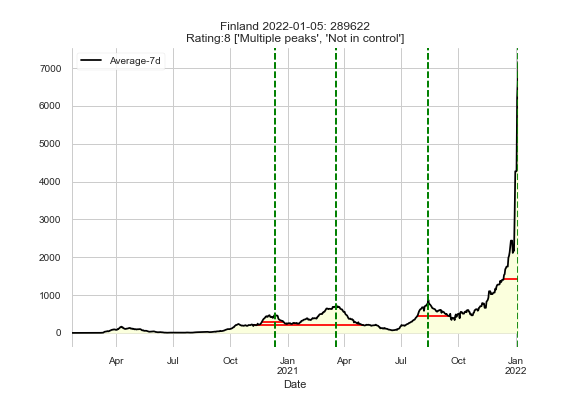 Finland 2022-01-05: 289622
Rating:8 ['Multiple peaks', 'Not in control']
Average-7d
7000
6000
5000
4000
3000
2000
1000
0
Apr Jul Oct Jan Apr Jul Oct Jan
2021 2022
Date